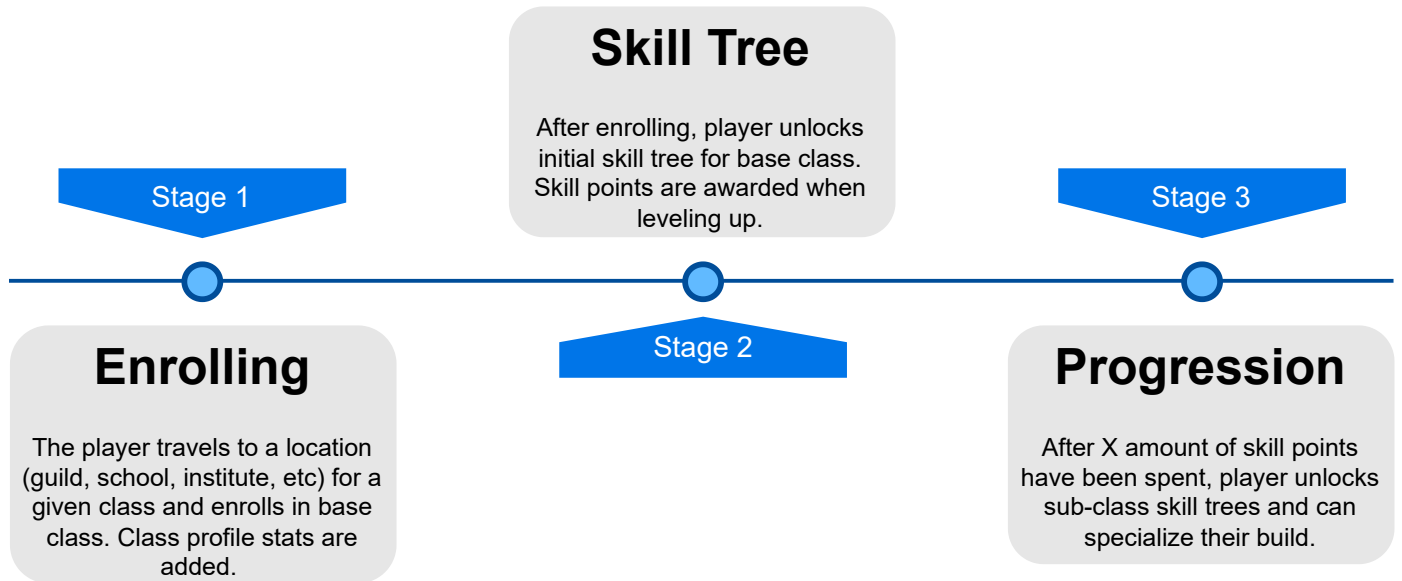 Stage 1
Enrolling
The player travels to a location
(guild, school, institute, etc) for a
given class and enrolls in base
class. Class profile stats are
added.
Skill Tree
After enrolling, player unlocks
initial skill tree for base class.
Skill points are awarded when
leveling up.
Stage 2
Stage 3
Progression
After X amount of skill points
have been spent, player unlocks
sub-class skill trees and can
specialize their build.